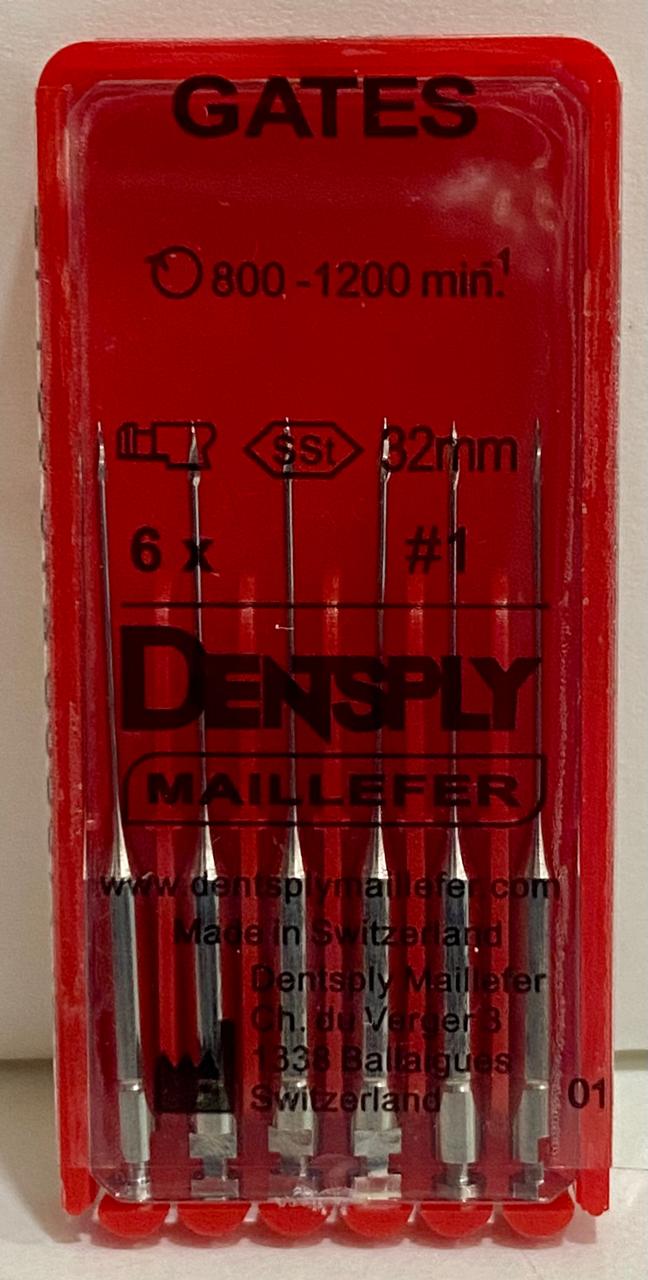 GATES
800 -1200 min.¹
SSt 32mm
6 x #1
DENTSPLY
MAILLEFER
www dentsplymaillefer.com
Made in Switzerland
Dentsply Maillefer
Ch. du Verger 3
1338 Ballaigues
Switzerland
01